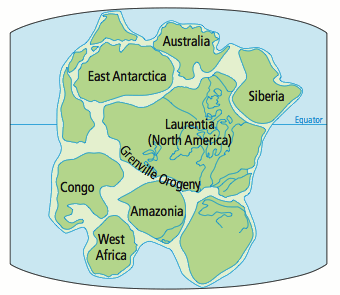 Australia
East Antarctica
Siberia
Equator
Laurentia
(North America)
Grenville Orogeny
Congo
Amazonia
West
Africa